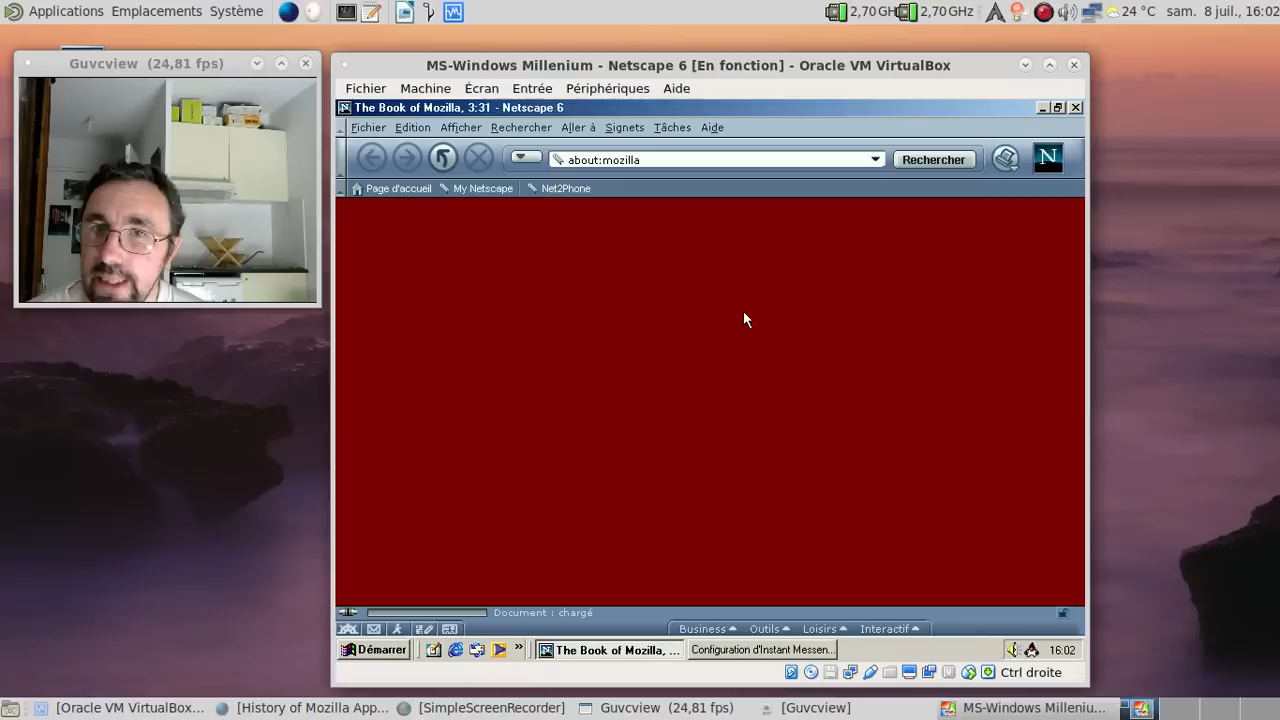 Applications Emplacements Système 2,70 GH 2,70 GHz 24 °C sam. 8 juil., 16:02
Guvcview (24,81 fps)
MS-Windows Millenium - Netscape 6 [En fonction] - Oracle VM VirtualBox
Fichier Machine Écran Entrée Périphériques Aide
N The Book of Mozilla, 3:31 - Netscape 6
Fichier Edition Afficher Rechercher Aller à Signets Tâches Aide
about:mozilla Rechercher N
Page d'accueil My Netscape Net2Phone
Document : chargé
Business Outils Loisirs Interactif
Démarrer » N The Book of Mozilla, ... Configuration d'Instant Messen... 16:02
Ctrl droite
[Oracle VM VirtualBox... [History of Mozilla App... [SimpleScreenRecorder] Guvcview (24,81 fps) [Guvcview] MS-Windows Milleniu...